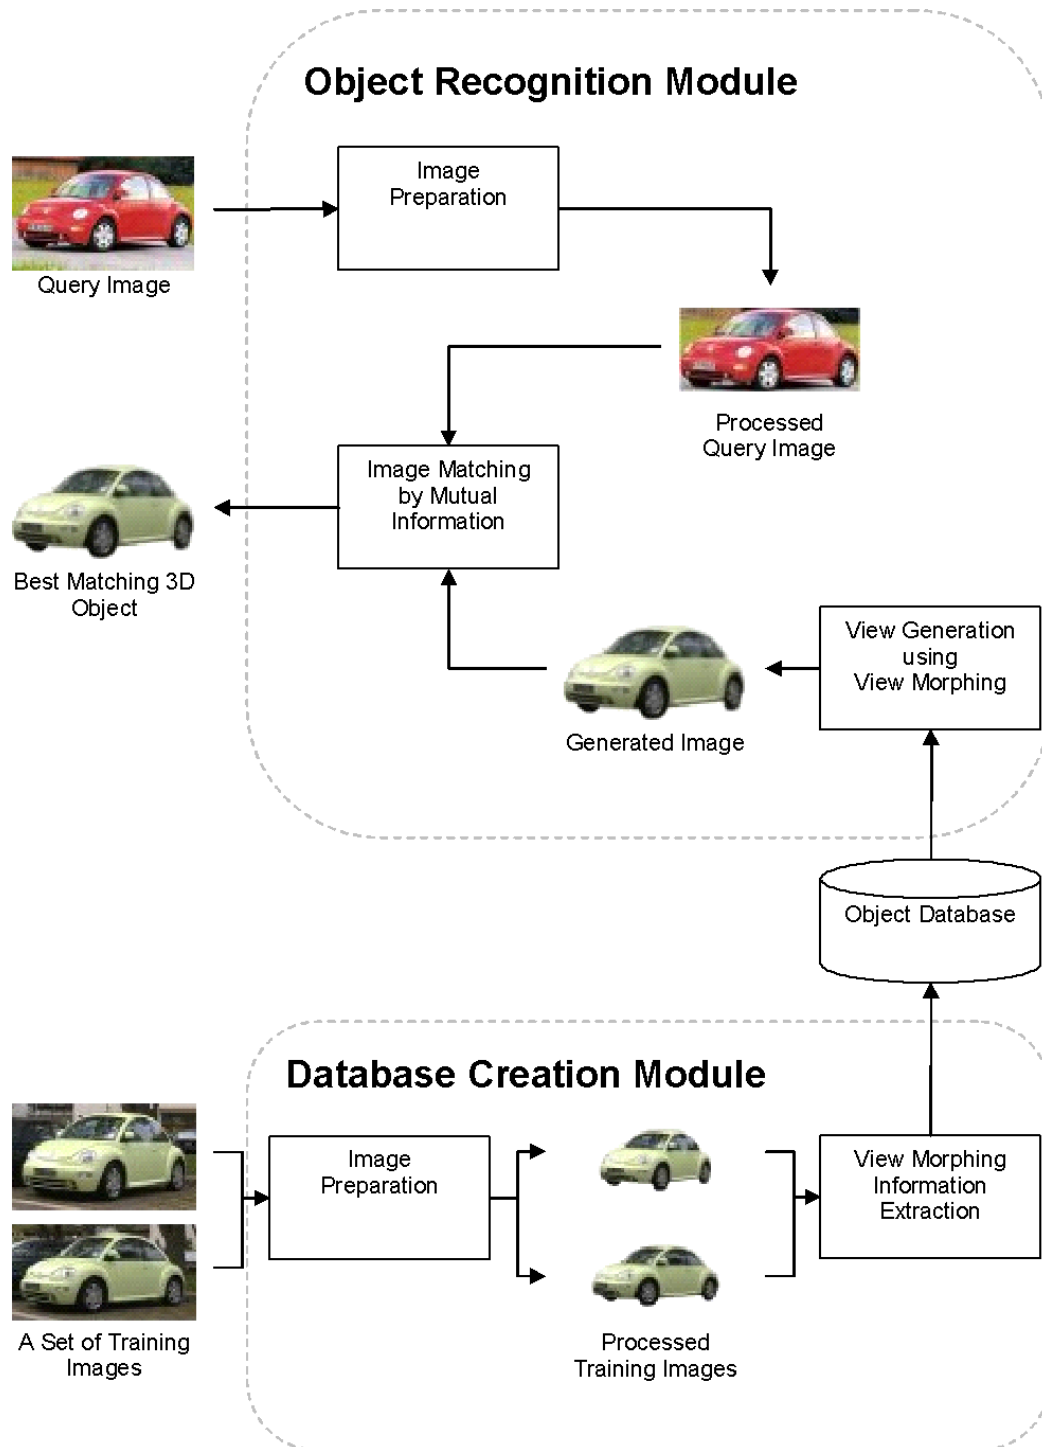 Object Recognition Module
Image
Preparation
Query Image
Processed
Query Image
Image Matching
by Mutual
Information
Best Matching 3D
Object
View Generation
using
View Morphing
Generated Image
Object Database
Database Creation Module
Image
Preparation
View Morphing
Information
Extraction
A Set of Training
Images
Processed
Training Images